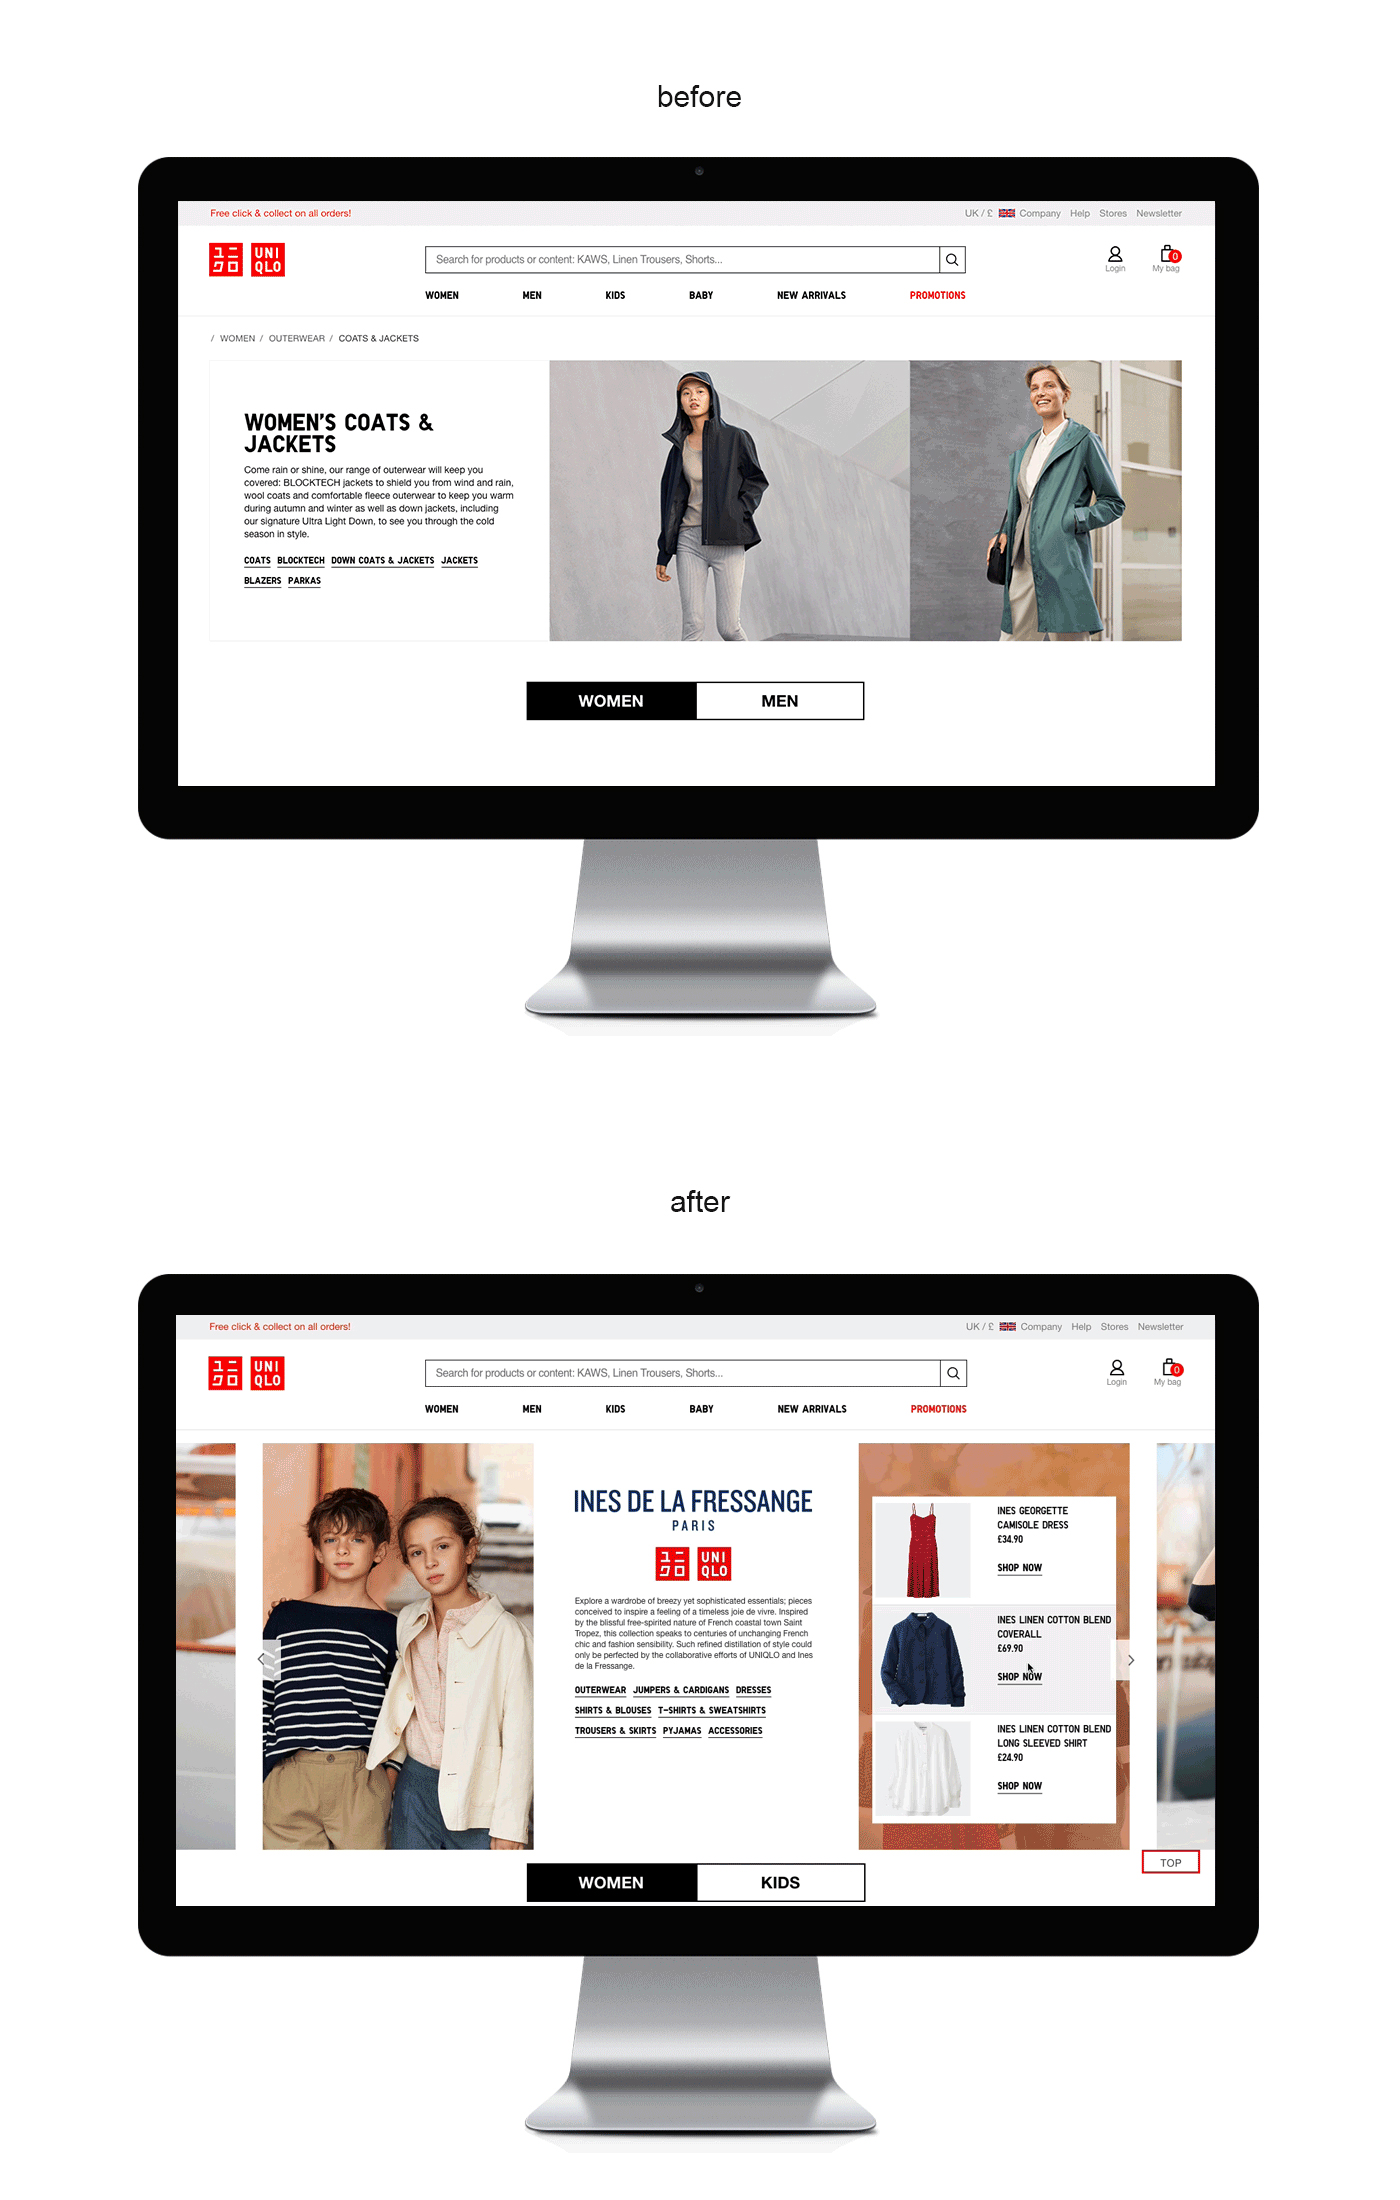 before
Free click & collect on all orders!
UK / £ Company Help Stores Newsletter
ユニ UNI
クロ QLO
Search for products or content: KAWS, Linen Trousers, Shorts...
Login
My bag
0
WOMEN MEN KIDS BABY NEW ARRIVALS PROMOTIONS
/ WOMEN / OUTERWEAR / COATS & JACKETS
WOMEN'S COATS &
JACKETS
Come rain or shine, our range of outerwear will keep you
covered: BLOCKTECH jackets to shield you from wind and rain,
wool coats and comfortable fleece outerwear to keep you warm
during autumn and winter as well as down jackets, including
our signature Ultra Light Down, to see you through the cold
season in style.
COATS BLOCKTECH DOWN COATS & JACKETS JACKETS
BLAZERS PARKAS
WOMEN MEN
after
Free click & collect on all orders!
UK / £ Company Help Stores Newsletter
ユニ UNI
クロ QLO
Search for products or content: KAWS, Linen Trousers, Shorts...
Login
My bag
0
WOMEN MEN KIDS BABY NEW ARRIVALS PROMOTIONS
INES DE LA FRESSANGE
PARIS
ユニ UNI
クロ QLO
Explore a wardrobe of breezy yet sophisticated essentials; pieces
conceived to inspire a feeling of a timeless joie de vivre. Inspired
by the blissful free-spirited nature of French coastal town Saint
Tropez, this collection speaks to centuries of unchanging French
chic and fashion sensibility. Such refined distillation of style could
only be perfected by the collaborative efforts of UNIQLO and Ines
de la Fressange.
OUTERWEAR JUMPERS & CARDIGANS DRESSES
SHIRTS & BLOUSES T-SHIRTS & SWEATSHIRTS
TROUSERS & SKIRTS PYJAMAS ACCESSORIES
INES GEORGETTE
CAMISOLE DRESS
£34.90
SHOP NOW
INES LINEN COTTON BLEND
COVERALL
£69.90
SHOP NOW
INES LINEN COTTON BLEND
LONG SLEEVED SHIRT
£24.90
SHOP NOW
TOP
WOMEN KIDS